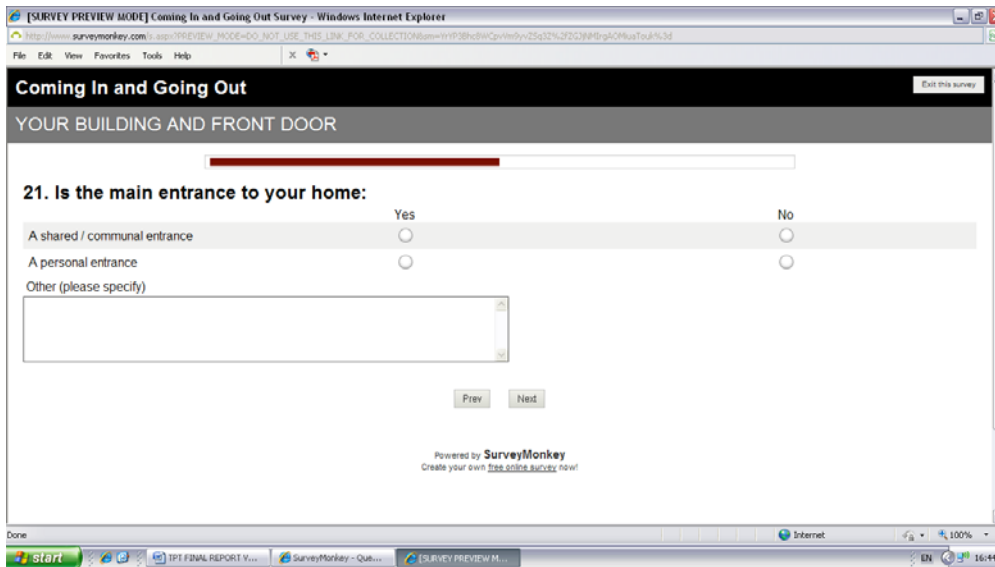 [SURVEY PREVIEW MODE] Coming In and Going Out Survey - Windows Internet Explorer
File Edit View Favorites Tools Help
Coming In and Going Out
Exit this survey
YOUR BUILDING AND FRONT DOOR
21. Is the main entrance to your home:
Yes No
A shared / communal entrance
A personal entrance
Other (please specify)
Prev Next
Powered by SurveyMonkey
Create your own free online survey now!
Done Internet 100%
start TPT FINAL REPORT V... SurveyMonkey - Que... [SURVEY PREVIEW M... EN 16:44